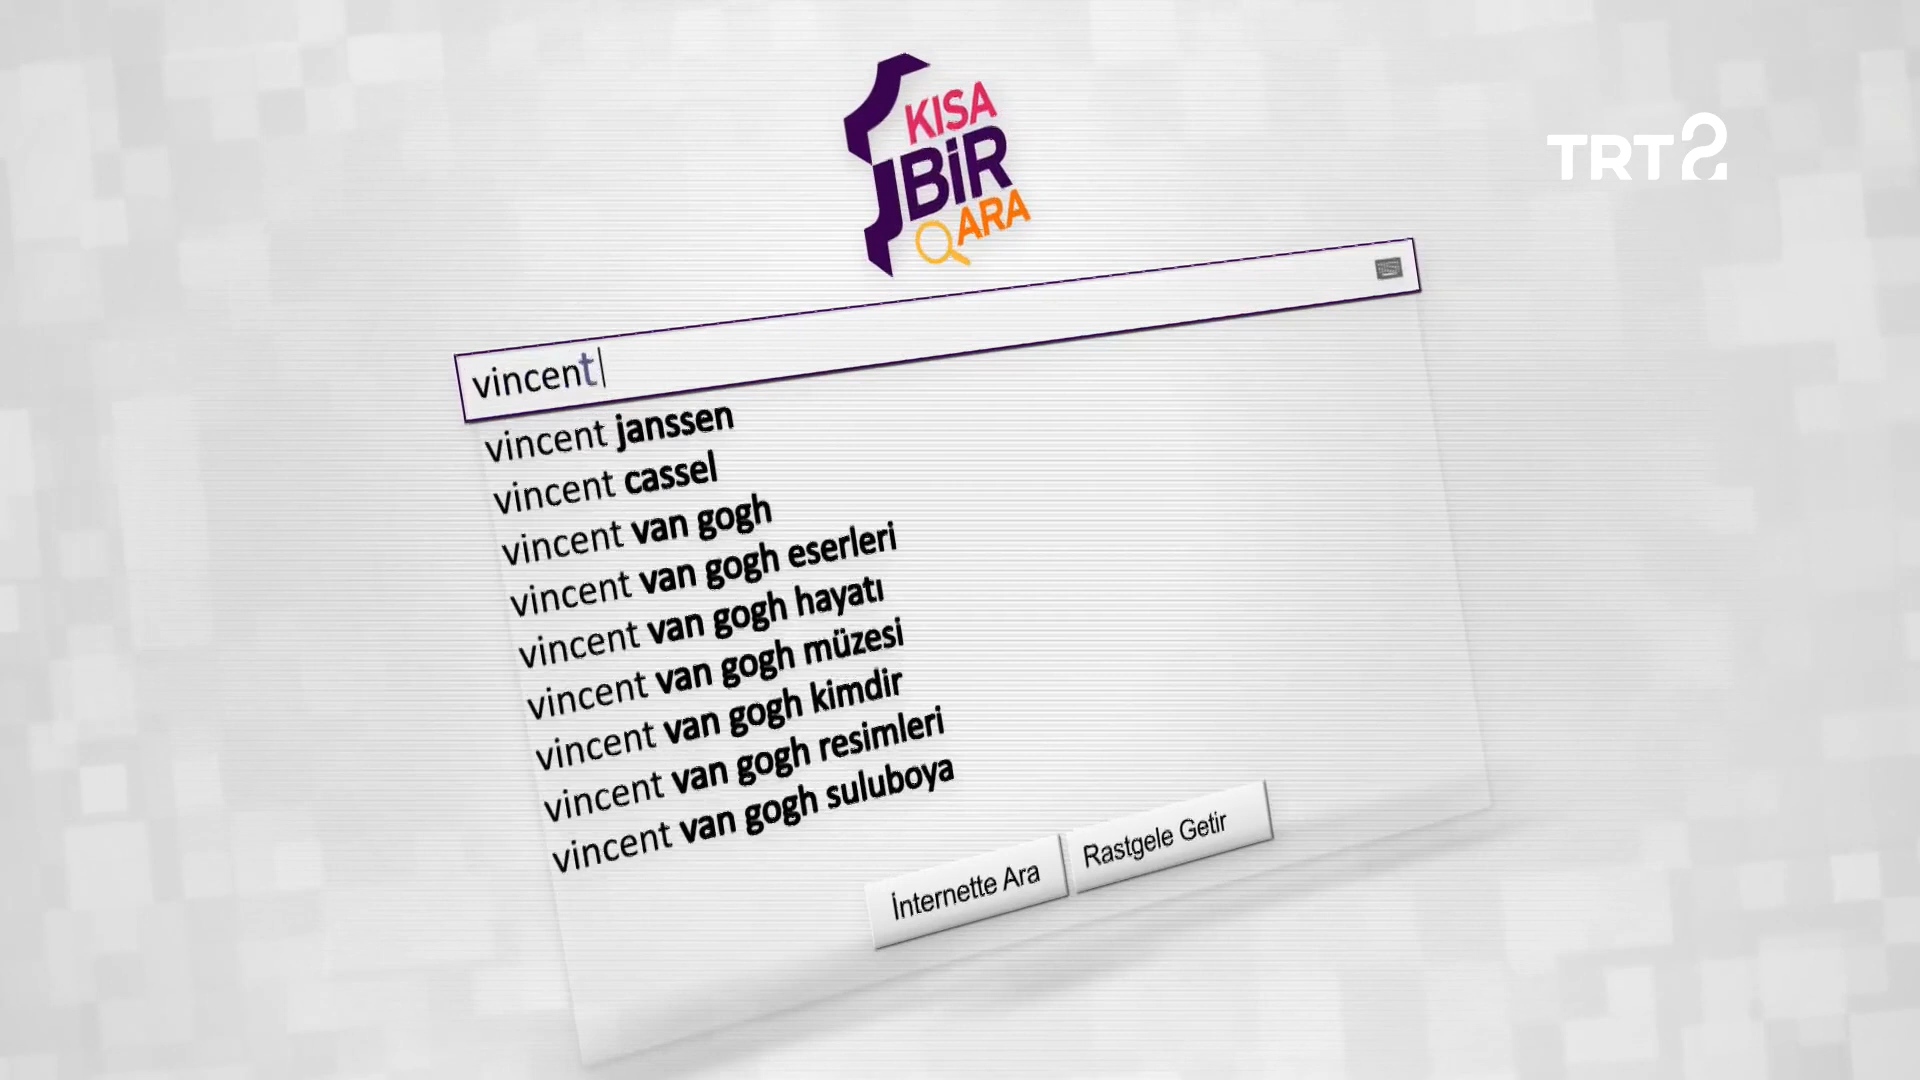 KISA
BİR
ARA
TRT2
vincent
vincent janssen
vincent cassel
vincent van gogh
vincent van gogh eserleri
vincent van gogh hayatı
vincent van gogh müzesi
vincent van gogh kimdir
vincent van gogh resimleri
vincent van gogh suluboya
İnternette Ara
Rastgele Getir